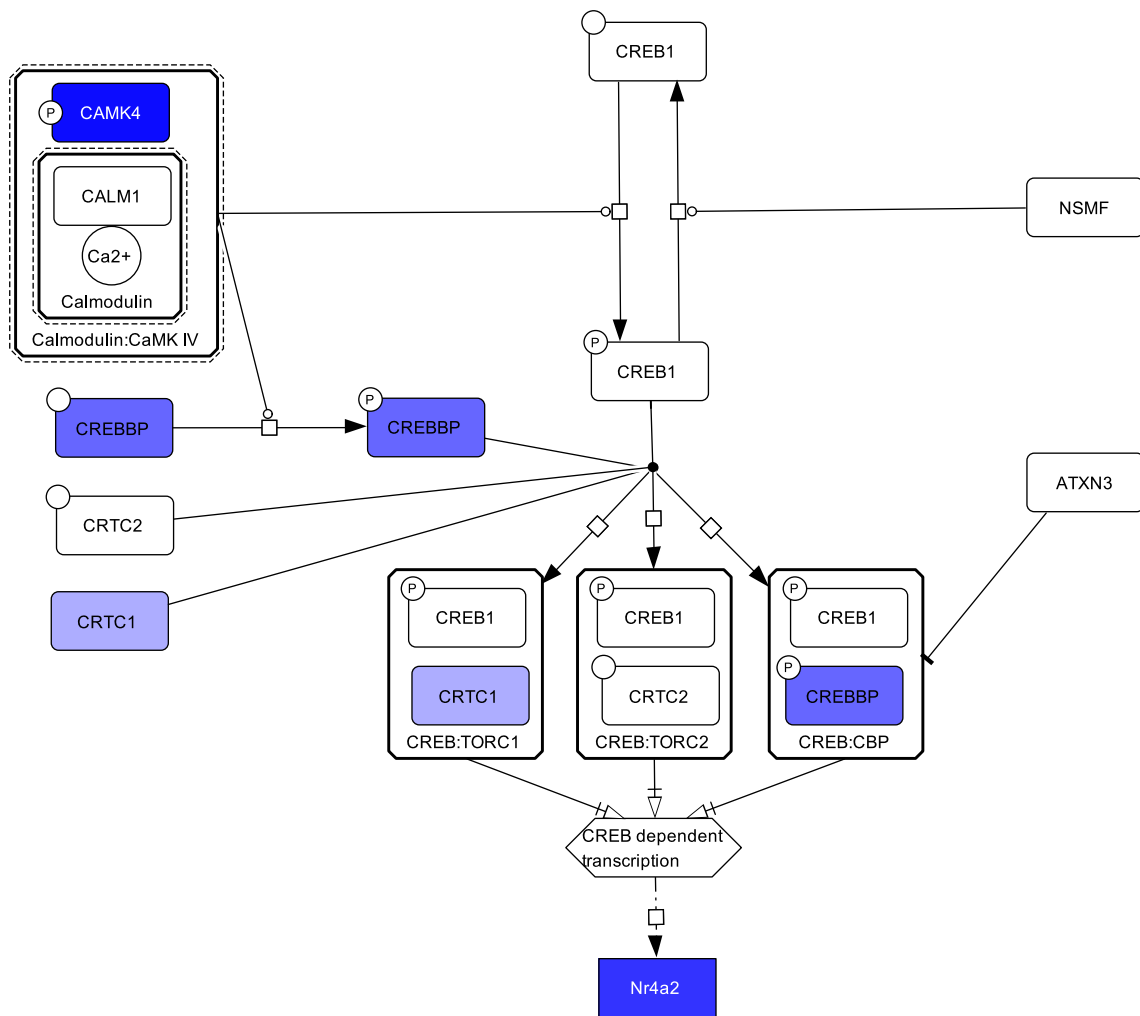 CREB1
P
CAMK4
CALM1
Ca2+
Calmodulin
Calmodulin:CaMK IV
NSMF
P
CREB1
CREBBP
P
CREBBP
CRTC2
ATXN3
CRTC1
P
CREB1
CRTC1
CREB:TORC1
P
CREB1
CRTC2
CREB:TORC2
P
CREB1
P
CREBBP
CREB:CBP
CREB dependent
transcription
Nr4a2